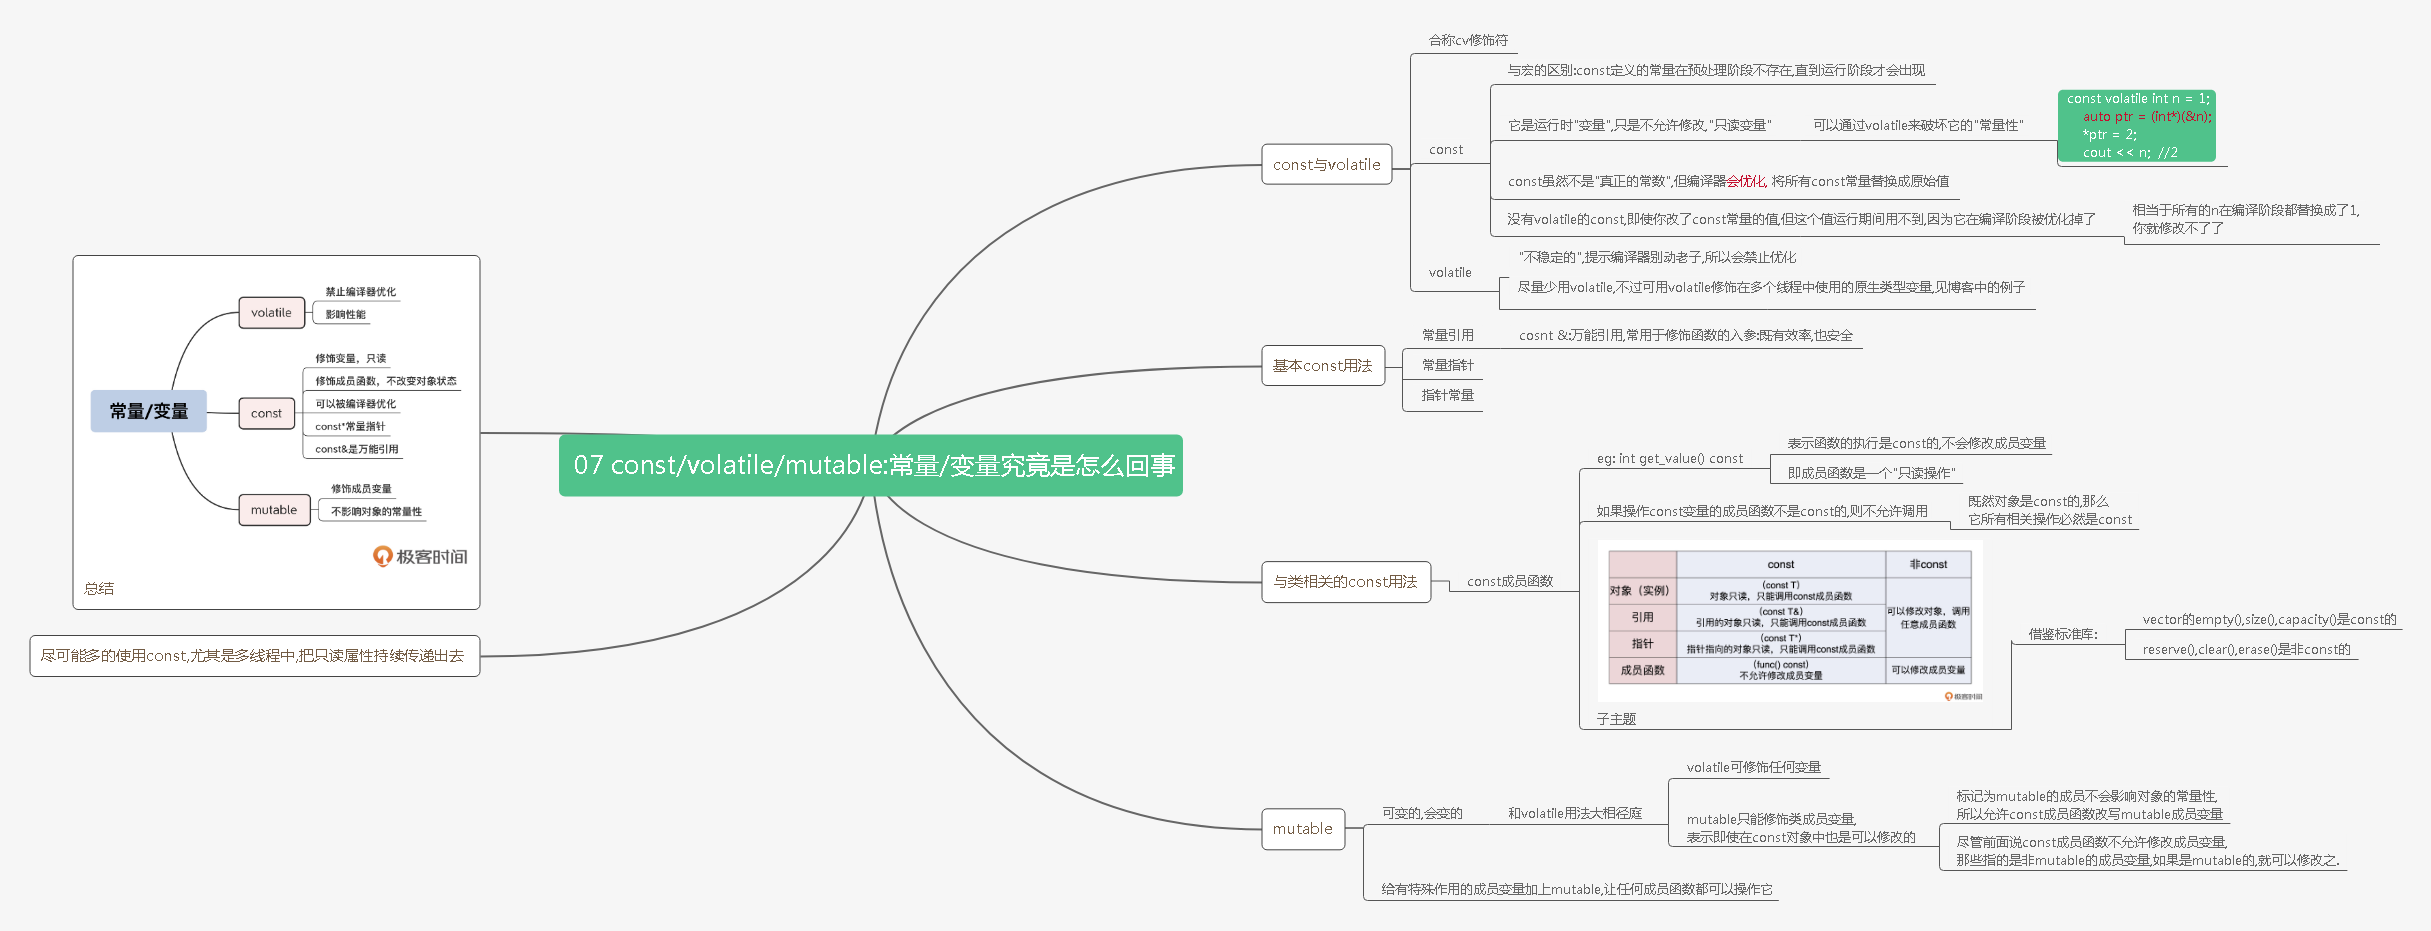 07 const/volatile/mutable:常量/变量究竟是怎么回事
const与volatile
合称cv修饰符
const
与宏的区别:const定义的常量在预处理阶段不存在,直到运行阶段才会出现
它是运行时"变量",只是不允许修改,"只读变量"
可以通过volatile来破坏它的"常量性"
const volatile int n = 1;
auto ptr = (int*)(&n);
*ptr = 2;
cout << n;  //2
const虽然不是"真正的常数",但编译器会优化, 将所有const常量替换成原始值
没有volatile的const,即使你改了const常量的值,但这个值运行期间用不到,因为它在编译阶段被优化掉了
相当于所有的n在编译阶段都替换成了1,
你就修改不了了
volatile
"不稳定的",提示编译器别动老子,所以会禁止优化
尽量少用volatile,不过可用volatile修饰在多个线程中使用的原生类型变量,见博客中的例子
基本const用法
常量引用
cosnt &:万能引用,常用于修饰函数的入参:既有效率,也安全
常量指针
指针常量
与类相关的const用法
const成员函数
eg: int get_value() const
表示函数的执行是const的,不会修改成员变量
即成员函数是一个"只读操作"
如果操作const变量的成员函数不是const的,则不允许调用
既然对象是const的,那么
它所有相关操作必然是const
const
非const
对象（实例）
（const T）
对象只读，只能调用const成员函数
引用
（const T&）
引用的对象只读，只能调用const成员函数
指针
（const T*）
指针指向的对象只读，只能调用const成员函数
可以修改对象，调用
任意成员函数
成员函数
（func() const）
不允许修改成员变量
可以修改成员变量
极客时间
子主题
借鉴标准库:
vector的empty(),size(),capacity()是const的
reserve(),clear(),erase()是非const的
mutable
可变的,会变的
和volatile用法大相径庭
volatile可修饰任何变量
mutable只能修饰类成员变量,
表示即使在const对象中也是可以修改的
标记为mutable的成员不会影响对象的常量性,
所以允许const成员函数改写mutable成员变量
尽管前面说const成员函数不允许修改成员变量,
那些指的是非mutable的成员变量,如果是mutable的,就可以修改之.
给有特殊作用的成员变量加上mutable,让任何成员函数都可以操作它
常量/变量
volatile
禁止编译器优化
影响性能
const
修饰变量，只读
修饰成员函数，不改变对象状态
可以被编译器优化
const*常量指针
const&是万能引用
mutable
修饰成员变量
不影响对象的常量性
极客时间
总结
尽可能多的使用const,尤其是多线程中,把只读属性持续传递出去